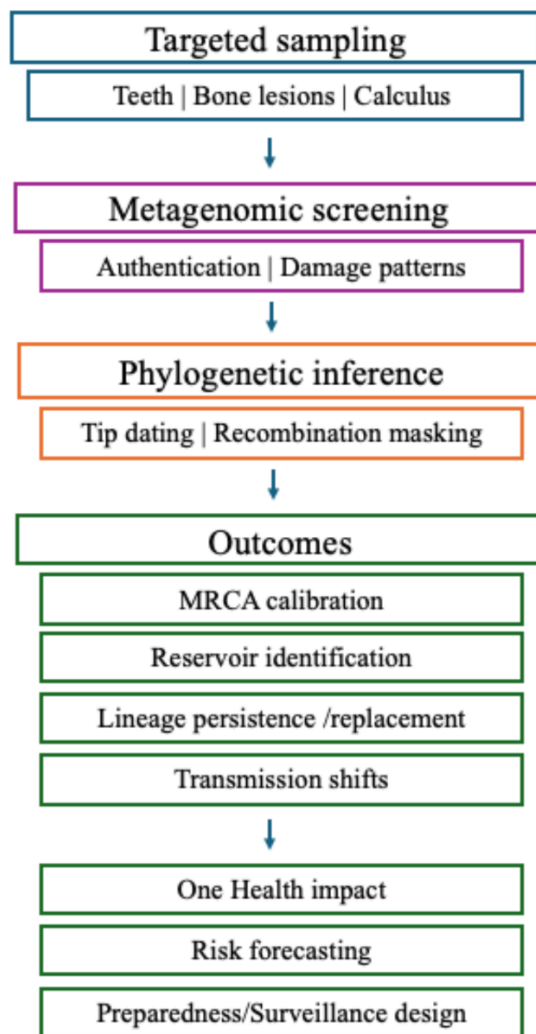 Targeted sampling
Teeth | Bone lesions | Calculus
Metagenomic screening
Authentication | Damage patterns
Phylogenetic inference
Tip dating | Recombination masking
Outcomes
MRCA calibration
Reservoir identification
Lineage persistence /replacement
Transmission shifts
One Health impact
Risk forecasting
Preparedness/Surveillance design